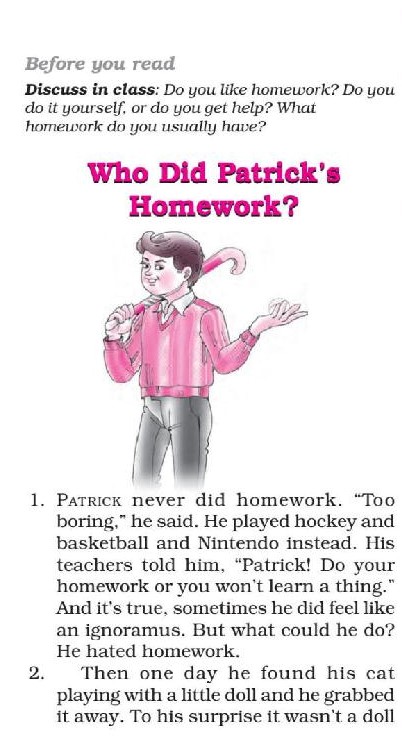 Before you read
Discuss in class: Do you like homework? Do you
do it yourself, or do you get help? What
homework do you usually have?
Who Did Patrick's
Homework?
1. PATRICK never did homework. “Too
boring,” he said. He played hockey and
basketball and Nintendo instead. His
teachers told him, “Patrick! Do your
homework or you won't learn a thing.”
And it's true, sometimes he did feel like
an ignoramus. But what could he do?
He hated homework.
2. Then one day he found his cat
playing with a little doll and he grabbed
it away. To his surprise it wasn't a doll